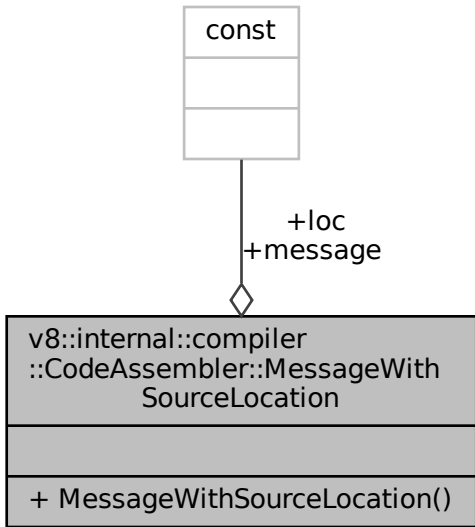 const
+loc
+message
v8::internal::compiler
::CodeAssembler::MessageWith
SourceLocation
+ MessageWithSourceLocation()